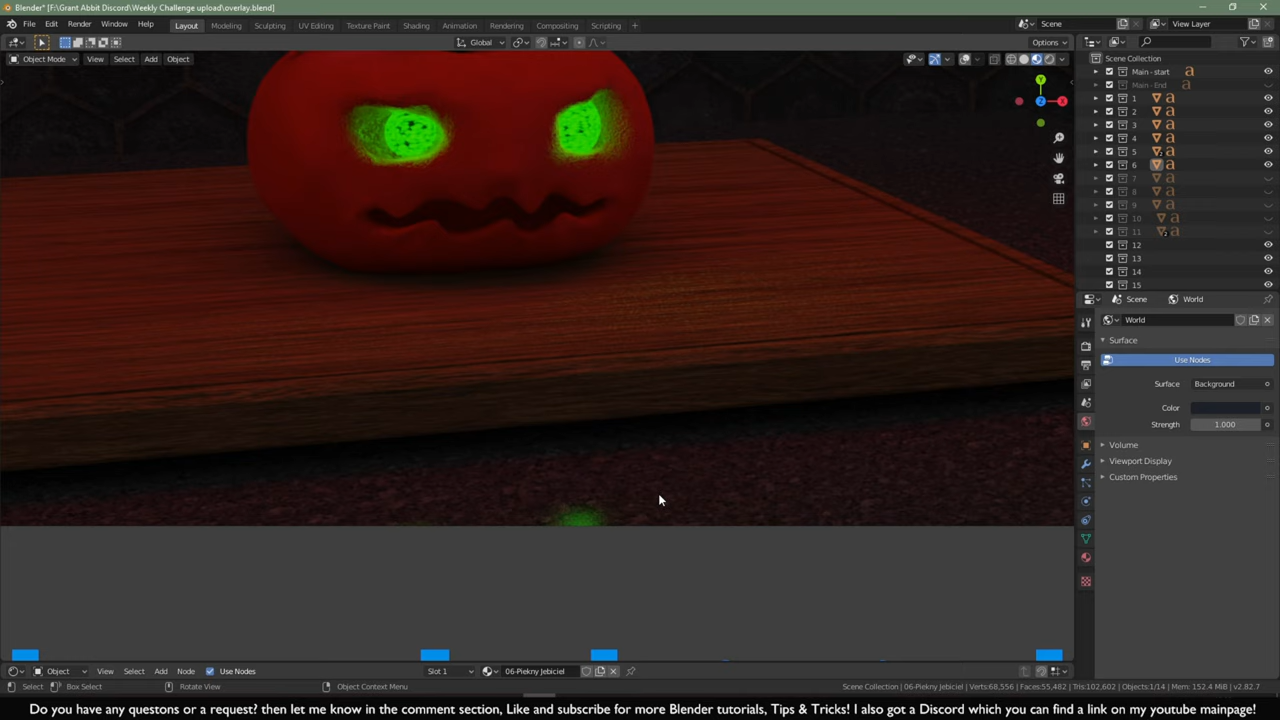 Blender* [F:\Grant Abbit Discord\Weekly Challenge upload\overlay.blend]
File Edit Render Window Help Layout Modeling Sculpting UV Editing Texture Paint Shading Animation Rendering Compositing Scripting + Scene View Layer
Global Options
Object Mode View Select Add Object
Y
Z X
Scene Collection
Main - start
Main - End
1
2
3
4
5
6
7
8
9
10
11
12
13
14
15
Scene World
World
Surface
Use Nodes
Surface Background
Color
Strength 1.000
Volume
Viewport Display
Custom Properties
Object View Select Add Node Use Nodes Slot 1 06-Piekny Jebiciel
Select Box Select Rotate View Object Context Menu Scene Collection | 06-Piekny Jebiciel | Verts:68,556 | Faces:55,482 | Tris:102,602 | Objects:1/14 | Mem: 152.4 MiB | v2.82.7
Do you have any questons or a request? then let me know in the comment section, Like and subscribe for more Blender tutorials, Tips & Tricks! I also got a Discord which you can find a link on my youtube mainpage!